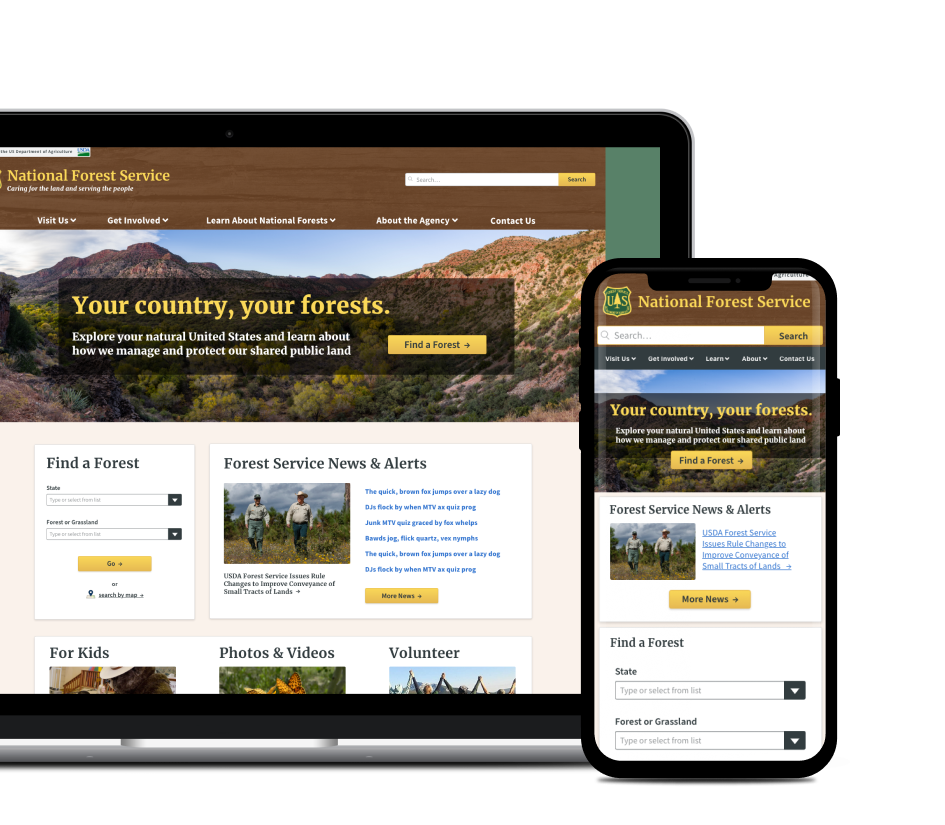 the US Department of Agriculture USDA
National Forest Service
Caring for the land and serving the people
Search...
Search
Visit Us
Get Involved
Learn About National Forests
About the Agency
Contact Us
Your country, your forests.
Explore your natural United States and learn about
how we manage and protect our shared public land
Find a Forest →
Find a Forest
State
Type or select from list
Forest or Grassland
Type or select from list
Go →
or
search by map →
Forest Service News & Alerts
USDA Forest Service Issues Rule
Changes to Improve Conveyance of
Small Tracts of Lands →
The quick, brown fox jumps over a lazy dog
DJs flock by when MTV ax quiz prog
Junk MTV quiz graced by fox whelps
Bawds jog, flick quartz, vex nymphs
The quick, brown fox jumps over a lazy dog
DJs flock by when MTV ax quiz prog
More News →
For Kids
Photos & Videos
Volunteer
Agriculture
UAS
National Forest Service
Search...
Search
Visit Us
Get Involved
Learn
About
Contact Us
Your country, your forests.
Explore your natural United States and learn about
how we manage and protect our shared public land
Find a Forest →
Forest Service News & Alerts
USDA Forest Service
Issues Rule Changes to
Improve Conveyance of
Small Tracts of Lands →
More News →
Find a Forest
State
Type or select from list
Forest or Grassland
Type or select from list